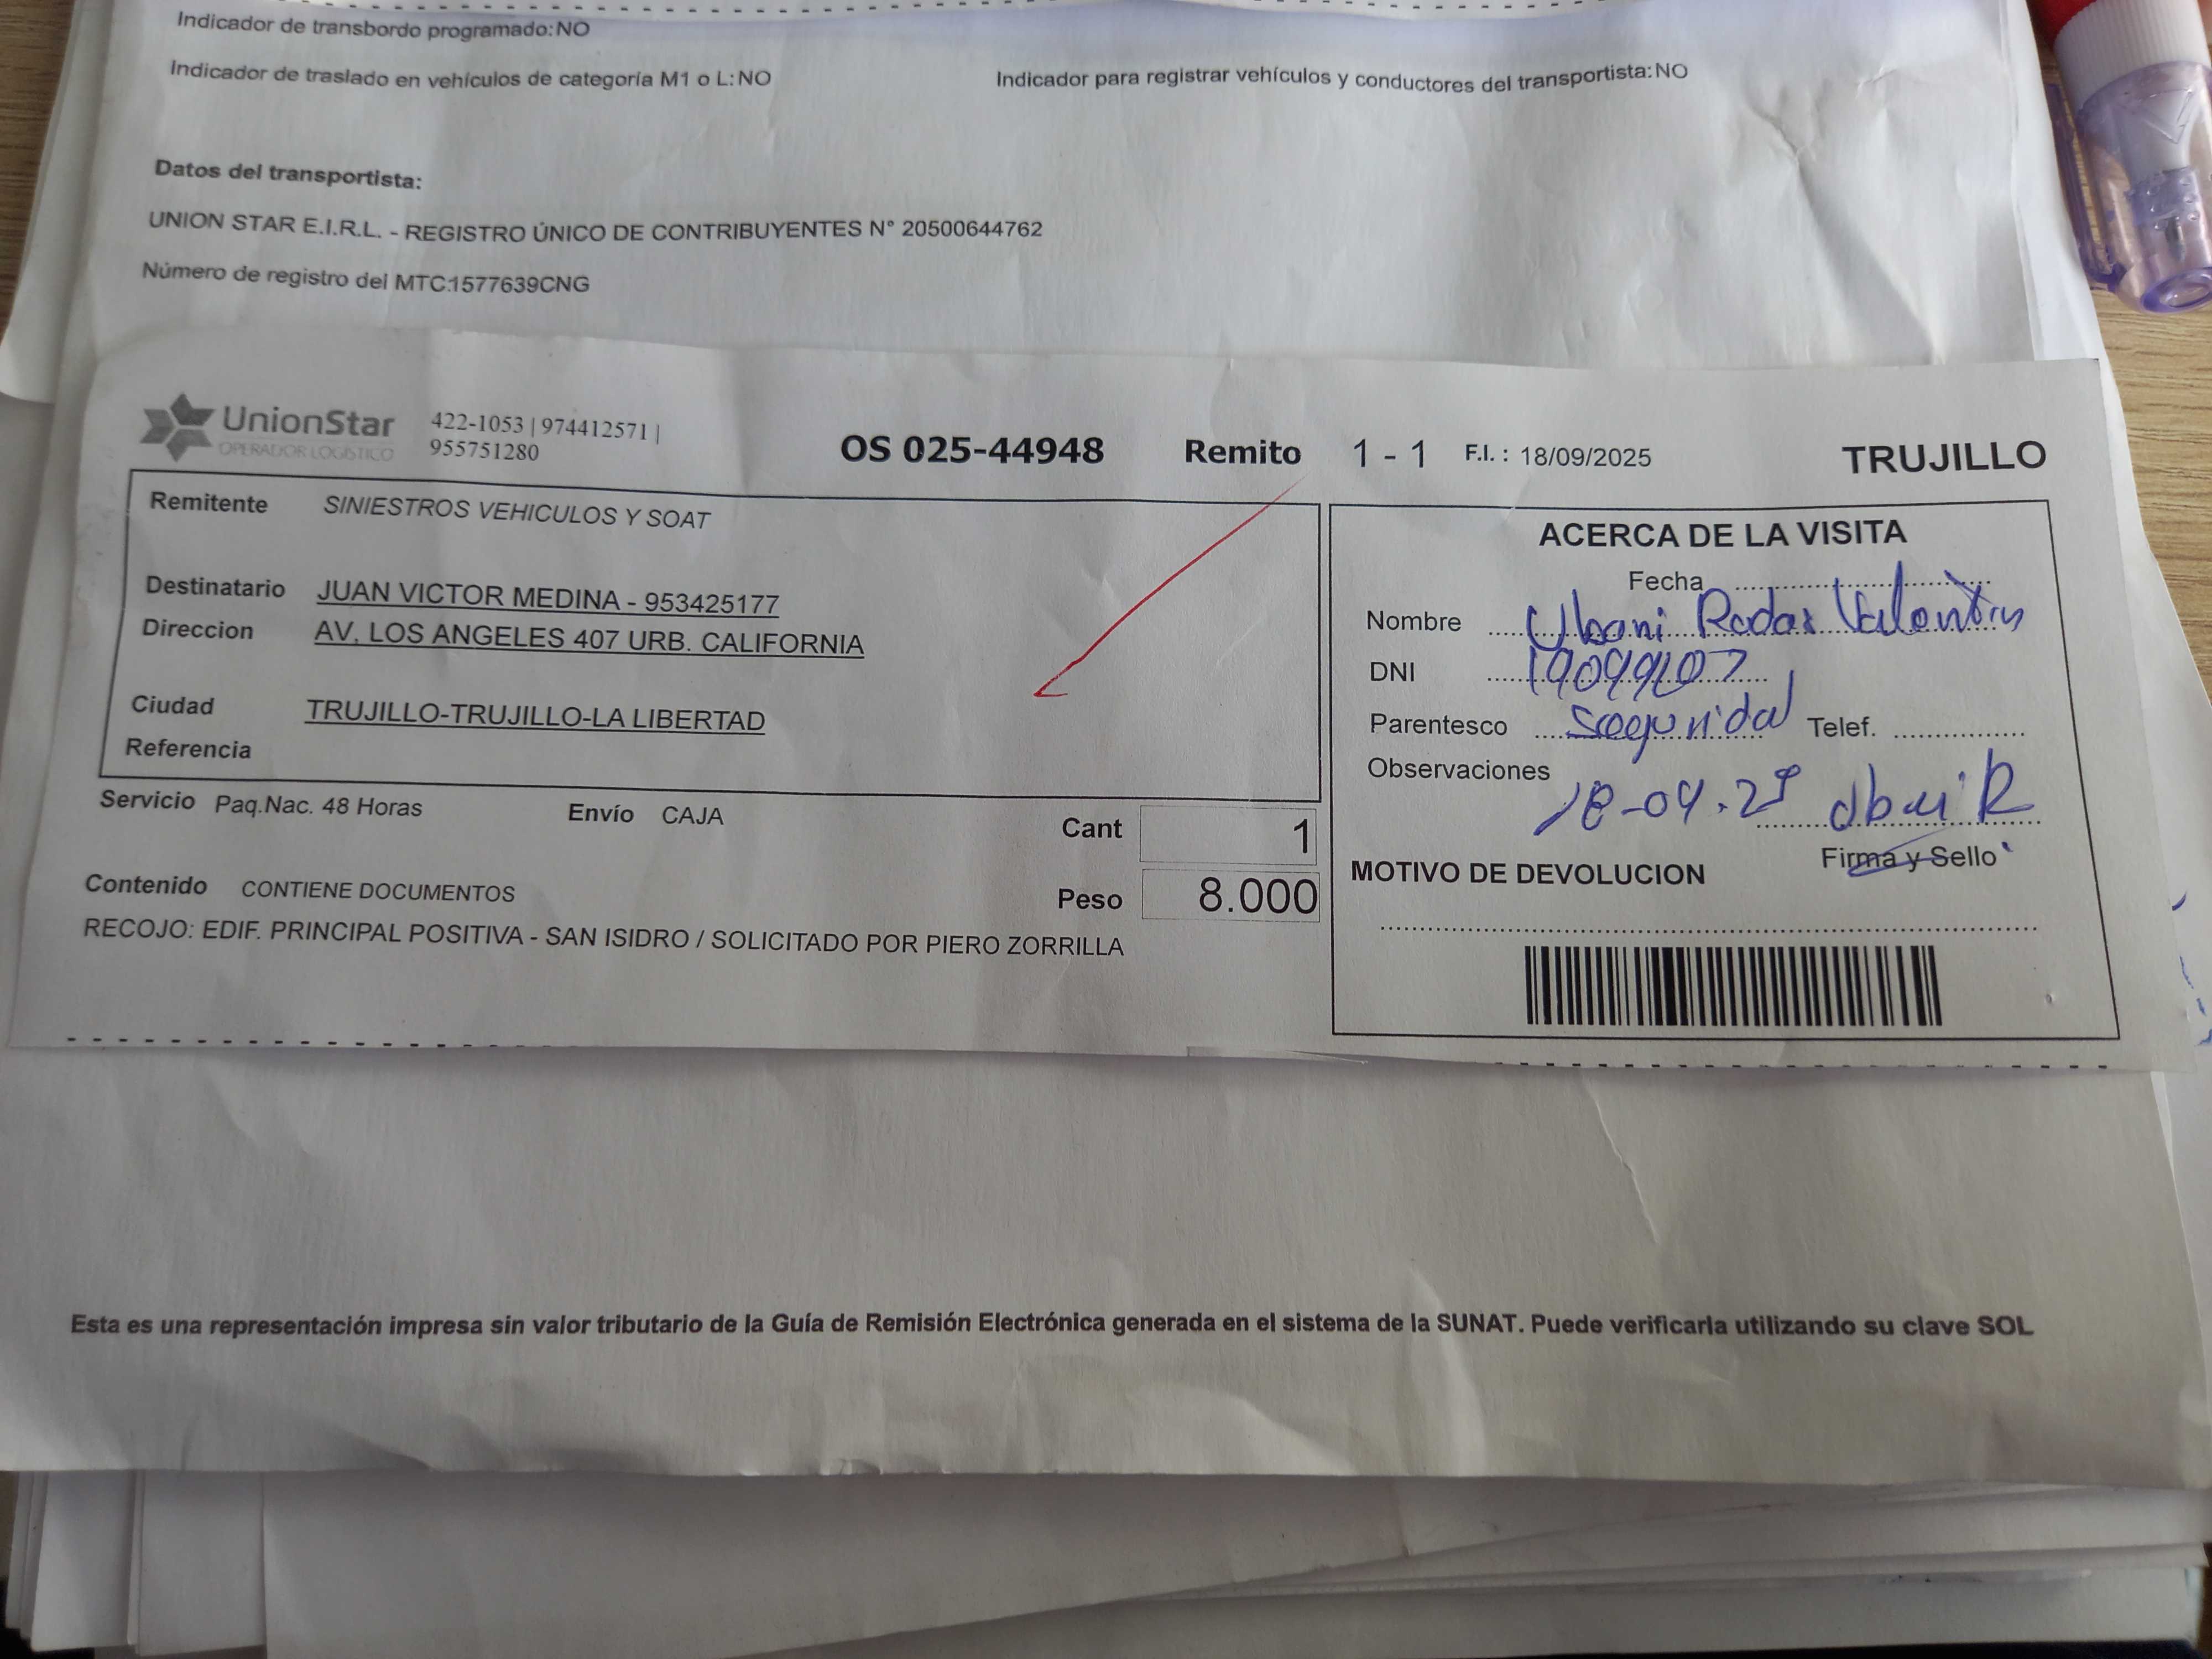 Indicador de transbordo programado:NO
Indicador de traslado en vehículos de categoría M1 o L:NO
Indicador para registrar vehículos y conductores del transportista:NO
Datos del transportista:
UNION STAR E.I.R.L. - REGISTRO ÚNICO DE CONTRIBUYENTES N° 20500644762
Número de registro del MTC:1577639CNG
UnionStar
OPERADOR LOGISTICO
422-1053 | 974412571 |
955751280
OS 025-44948 Remito 1 - 1 F.I. : 18/09/2025 TRUJILLO
Remitente SINIESTROS VEHICULOS Y SOAT
Destinatario JUAN VICTOR MEDINA - 953425177
Direccion AV. LOS ANGELES 407 URB. CALIFORNIA
Ciudad TRUJILLO-TRUJILLO-LA LIBERTAD
Referencia
Servicio Paq.Nac. 48 Horas Envío CAJA Cant 1
Contenido CONTIENE DOCUMENTOS Peso 8.000
RECOJO: EDIF. PRINCIPAL POSITIVA - SAN ISIDRO / SOLICITADO POR PIERO ZORRILLA
ACERCA DE LA VISITA
Fecha
Nombre Rodas Valentin
DNI
Parentesco Telef.
Observaciones
Firma y Sello
MOTIVO DE DEVOLUCION
Esta es una representación impresa sin valor tributario de la Guía de Remisión Electrónica generada en el sistema de la SUNAT. Puede verificarla utilizando su clave SOL